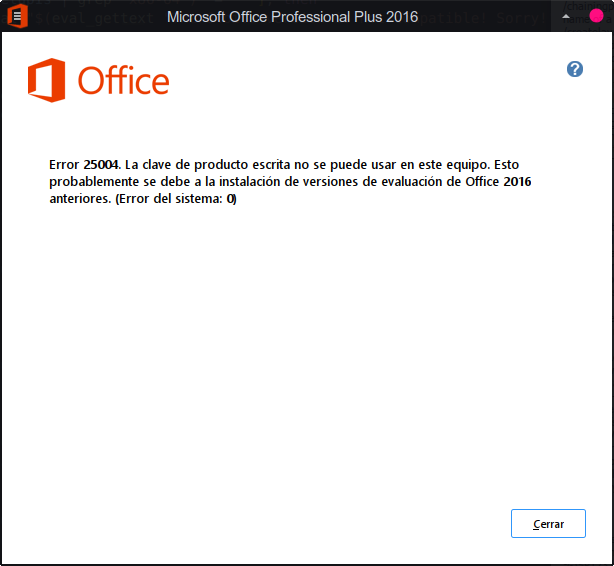 Microsoft Office Professional Plus 2016
Office
Error 25004. La clave de producto escrita no se puede usar en este equipo. Esto
probablemente se debe a la instalación de versiones de evaluación de Office 2016
anteriores. (Error del sistema: 0)
Cerrar